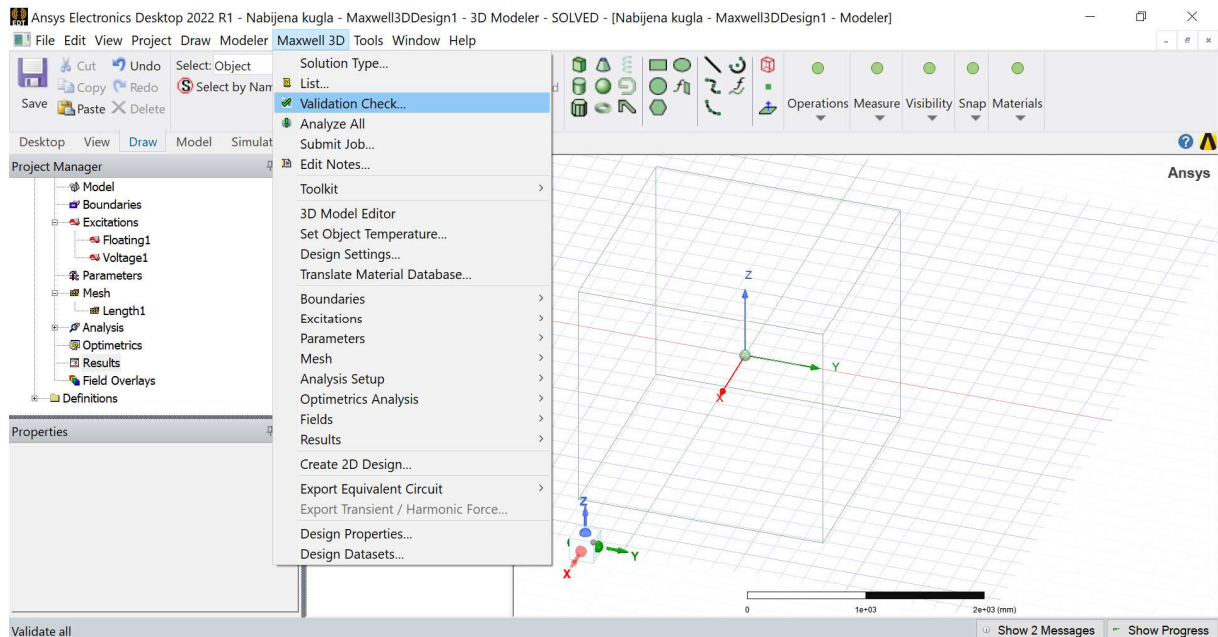 Ansys Electronics Desktop 2022 R1 - Nabijena kugla - Maxwell3DDesign1 - 3D Modeler - SOLVED - [Nabijena kugla - Maxwell3DDesign1 - Modeler]
File Edit View Project Draw Modeler Maxwell 3D Tools Window Help
Save
Cut Undo
Copy Redo
Paste Delete
Select: Object
Select by Nam
Operations Measure Visibility Snap Materials
Desktop View Draw Model Simulat
Project Manager
Model
Boundaries
Excitations
Floating1
Voltage1
Parameters
Mesh
Length1
Analysis
Optimetrics
Results
Field Overlays
Definitions
Properties
Solution Type...
List...
Validation Check...
Analyze All
Submit Job...
Edit Notes...
Toolkit
3D Model Editor
Set Object Temperature...
Design Settings...
Translate Material Database...
Boundaries
Excitations
Parameters
Mesh
Analysis Setup
Optimetrics Analysis
Fields
Results
Create 2D Design...
Export Equivalent Circuit
Export Transient / Harmonic Force...
Design Properties...
Design Datasets...
Ansys
Z
Y
X
Z
Y
X
0 1e+03 2e+03 (mm)
Validate all
Show 2 Messages Show Progress